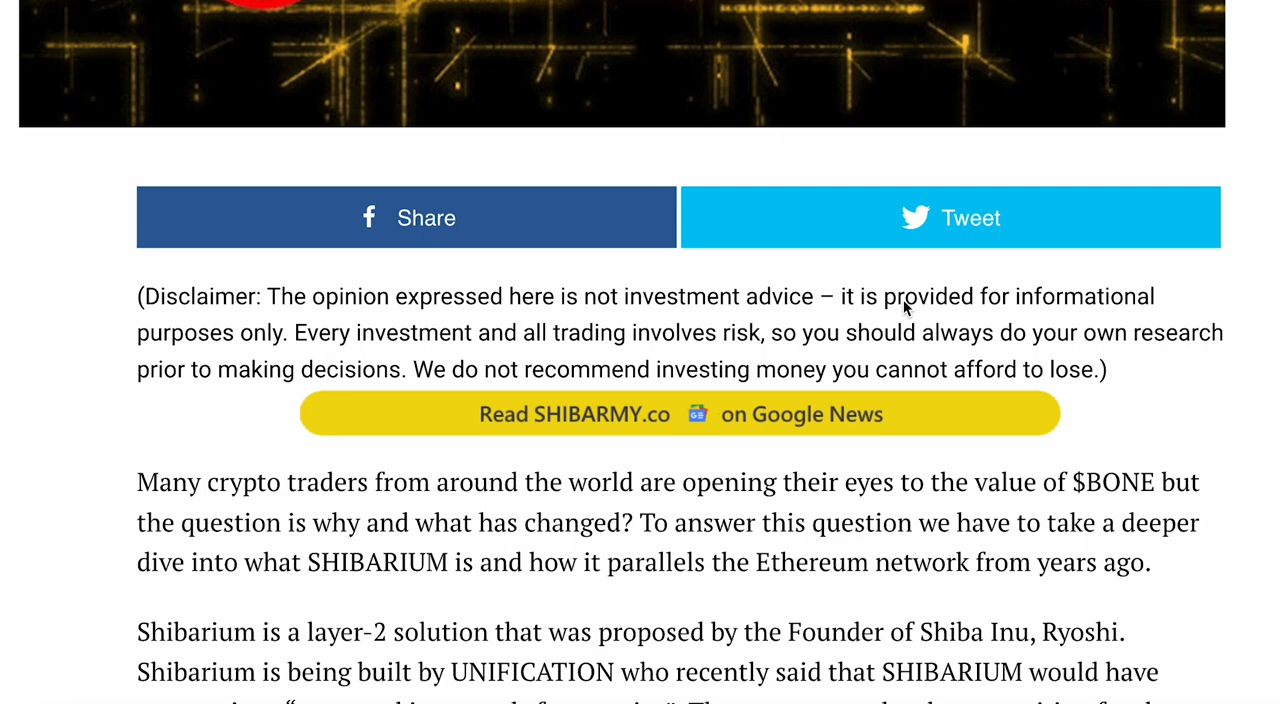 Share
Tweet
(Disclaimer: The opinion expressed here is not investment advice – it is provided for informational
purposes only. Every investment and all trading involves risk, so you should always do your own research
prior to making decisions. We do not recommend investing money you cannot afford to lose.)
Read SHIBARMY.co on Google News
Many crypto traders from around the world are opening their eyes to the value of $BONE but
the question is why and what has changed? To answer this question we have to take a deeper
dive into what SHIBARIUM is and how it parallels the Ethereum network from years ago.
Shibarium is a layer-2 solution that was proposed by the Founder of Shiba Inu, Ryoshi.
Shibarium is being built by UNIFICATION who recently said that SHIBARIUM would have